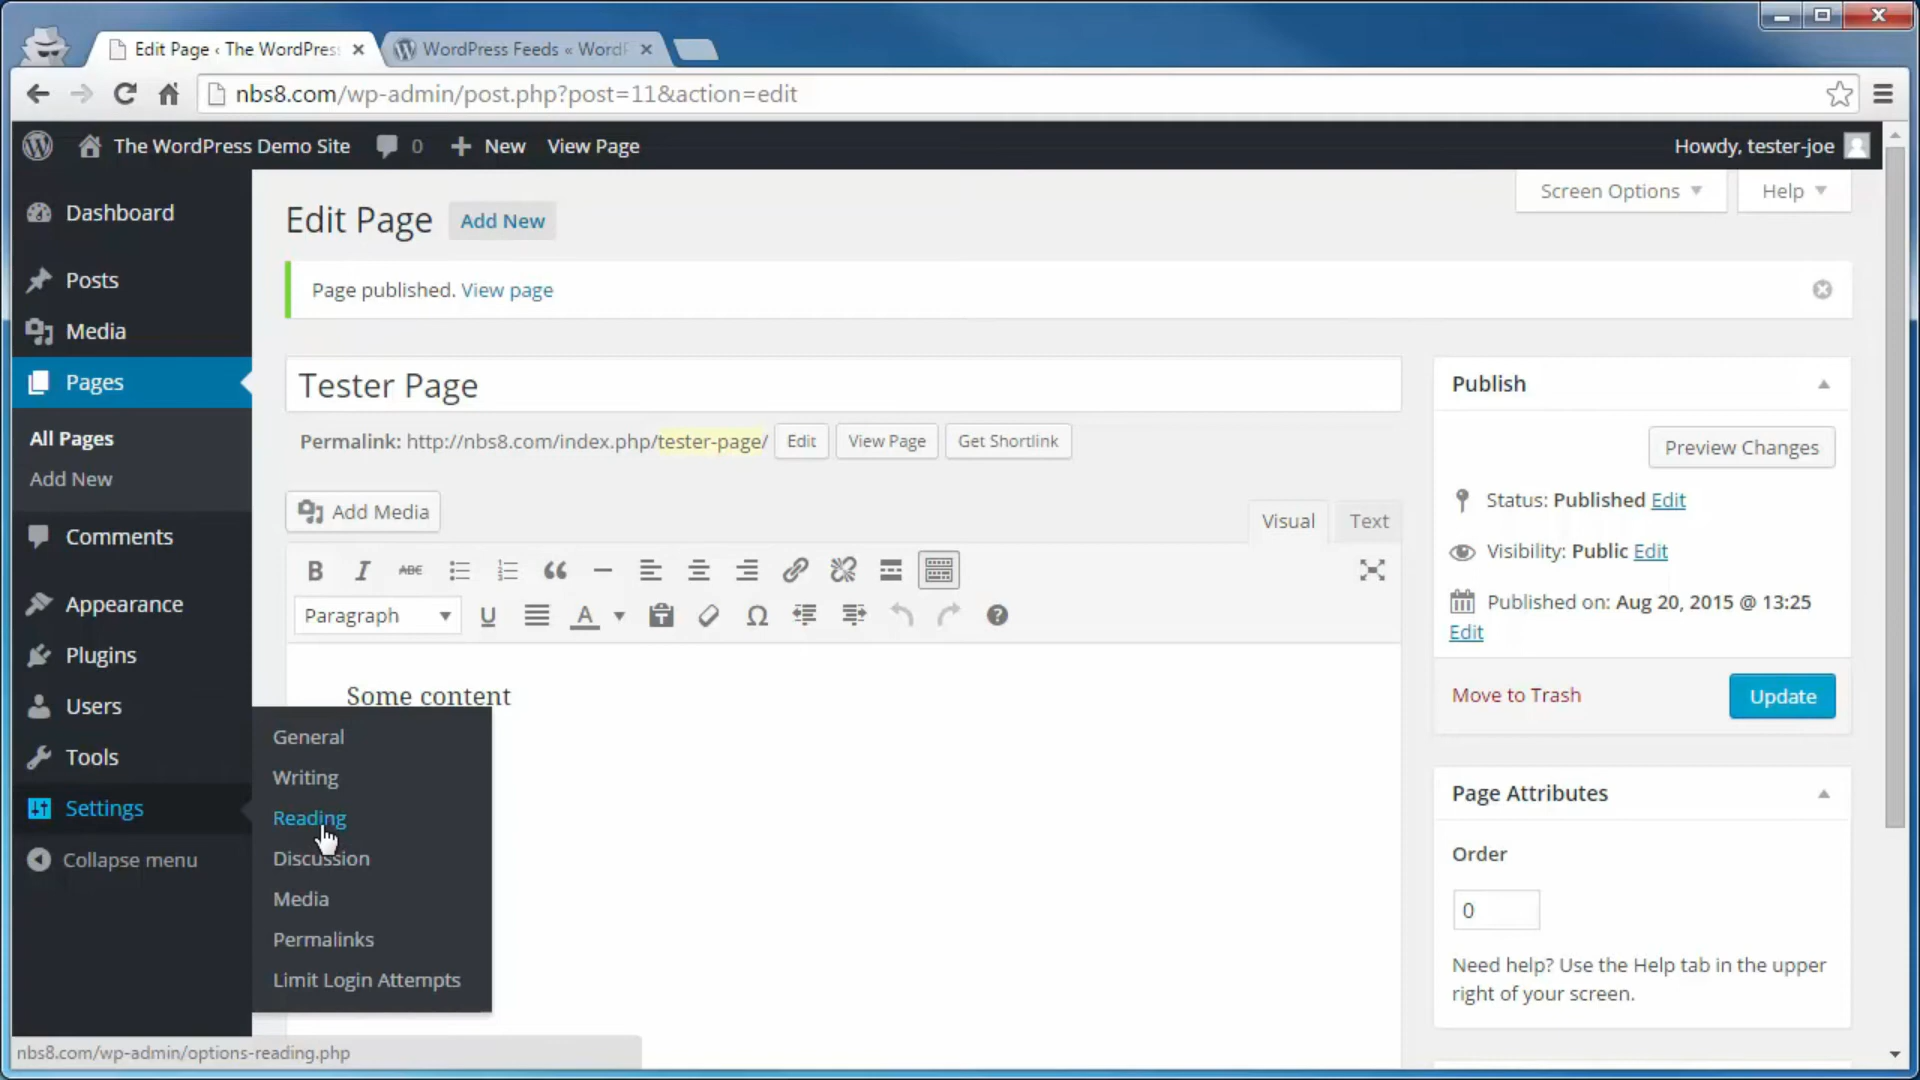 Edit Page ‹ The WordPress
WordPress Feeds « WordP
nbs8.com/wp-admin/post.php?post=11&action=edit
The WordPress Demo Site
0
New
View Page
Howdy, tester-joe
Dashboard
Posts
Media
Pages
All Pages
Add New
Comments
Appearance
Plugins
Users
Tools
Settings
Collapse menu
General
Writing
Reading
Discussion
Media
Permalinks
Limit Login Attempts
Screen Options
Help
Edit Page
Add New
Page published. View page
Tester Page
Permalink: http://nbs8.com/index.php/tester-page/
Edit
View Page
Get Shortlink
Add Media
Visual
Text
B I ABC
Paragraph
U
A
Ω
Some content
Publish
Preview Changes
Status: Published Edit
Visibility: Public Edit
Published on: Aug 20, 2015 @ 13:25
Edit
Move to Trash
Update
Page Attributes
Order
0
Need help? Use the Help tab in the upper
right of your screen.
nbs8.com/wp-admin/options-reading.php